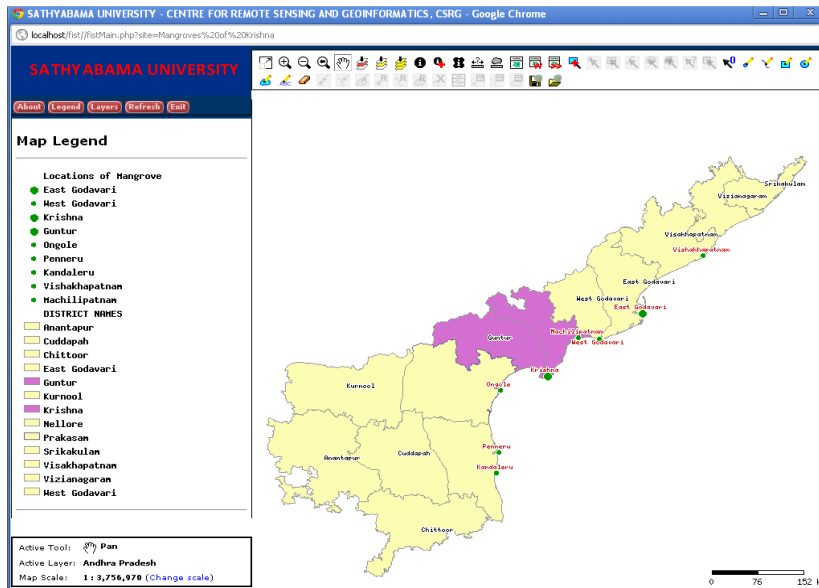 SATHYABAMA UNIVERSITY - CENTRE FOR REMOTE SENSING AND GEOINFORMATICS, CSRG - Google Chrome
localhost/fist//fistMain.php?site=Mangroves%20of%20Krishna
SATHYABAMA UNIVERSITY
About Legend Layers Refresh Exit
Map Legend
Locations of Mangrove
East Godavari
West Godavari
Krishna
Guntur
Ongole
Penneru
Kandaleru
Vishakhapatnam
Machilipatnam
DISTRICT NAMES
Anantapur
Cuddapah
Chittoor
East Godavari
Guntur
Kurnool
Krishna
Nellore
Prakasam
Srikakulam
Visakhapatnam
Vizianagaram
West Godavari
Active Tool: Pan
Active Layer: Andhra Pradesh
Map Scale: 1 : 3,756,970 (Change scale)
Srikakulam
Vizianagaram
Visakhapatnam
Vishakhapatnam
East Godavari
West Godavari
East Godavari
Machilipatnam
Guntur
West Godavari
Krishna
Kurnool
Ongole
Penneru
Cuddapah
Anantapur
Kandaleru
Chittoor
0 76 152